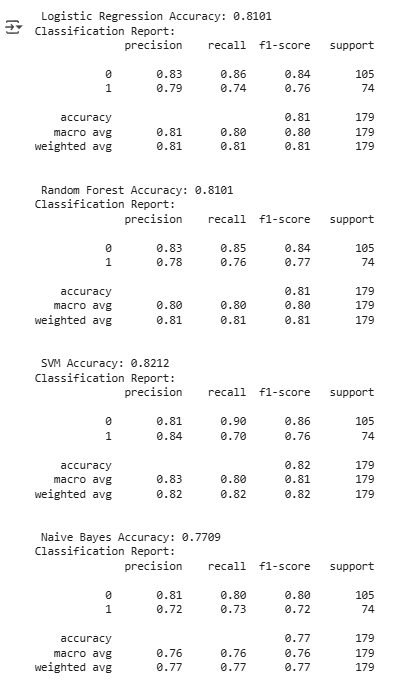 Logistic Regression Accuracy: 0.8101
Classification Report:
precision recall f1-score support
0 0.83 0.86 0.84 105
1 0.79 0.74 0.76 74
accuracy 0.81 179
macro avg 0.81 0.80 0.80 179
weighted avg 0.81 0.81 0.81 179
Random Forest Accuracy: 0.8101
Classification Report:
precision recall f1-score support
0 0.83 0.85 0.84 105
1 0.78 0.76 0.77 74
accuracy 0.81 179
macro avg 0.80 0.80 0.80 179
weighted avg 0.81 0.81 0.81 179
SVM Accuracy: 0.8212
Classification Report:
precision recall f1-score support
0 0.81 0.90 0.86 105
1 0.84 0.70 0.76 74
accuracy 0.82 179
macro avg 0.83 0.80 0.81 179
weighted avg 0.82 0.82 0.82 179
Naive Bayes Accuracy: 0.7709
Classification Report:
precision recall f1-score support
0 0.81 0.80 0.80 105
1 0.72 0.73 0.72 74
accuracy 0.77 179
macro avg 0.76 0.76 0.76 179
weighted avg 0.77 0.77 0.77 179